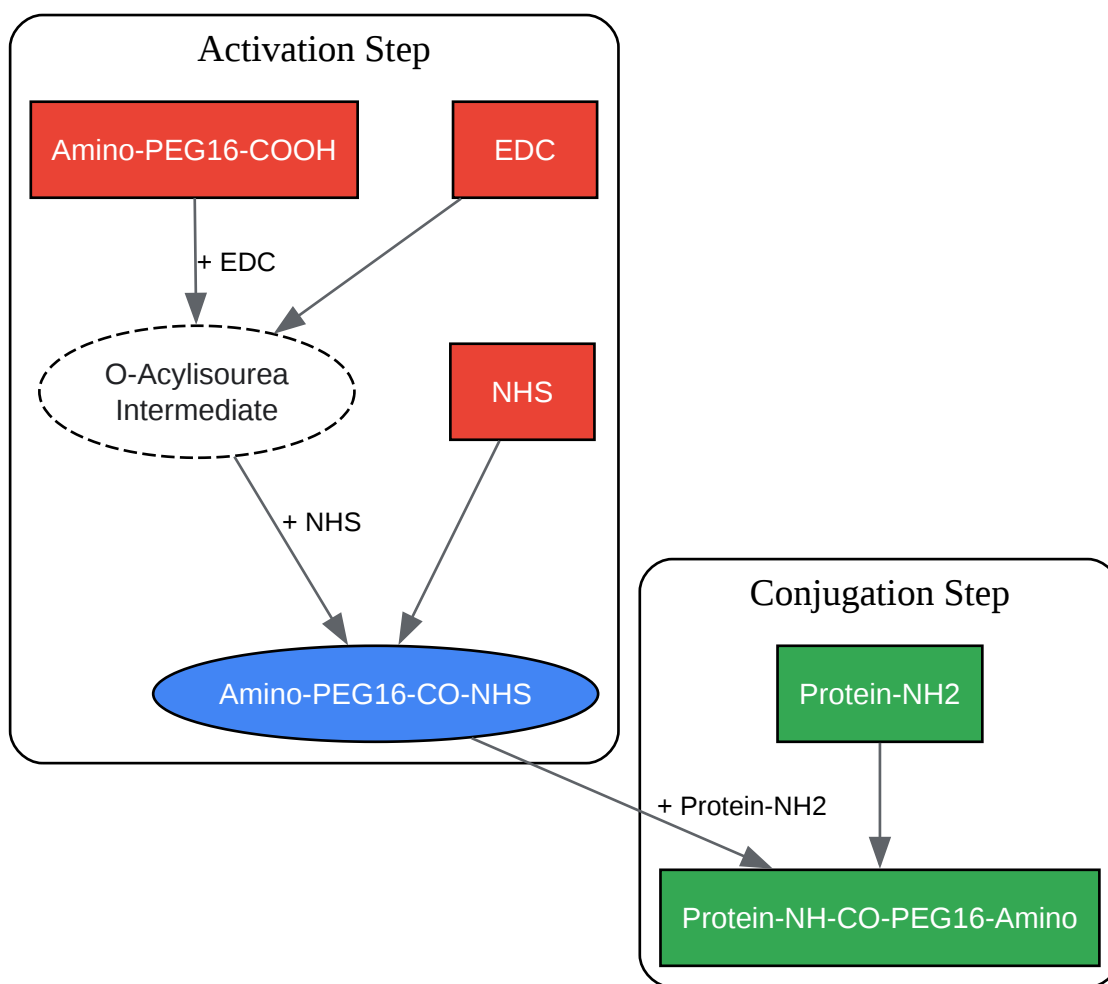 Activation Step
Amino-PEG16-COOH
EDC
+ EDC
O-Acylisourea
Intermediate
NHS
+ NHS
Amino-PEG16-CO-NHS
Conjugation Step
Protein-NH2
+ Protein-NH2
Protein-NH-CO-PEG16-Amino